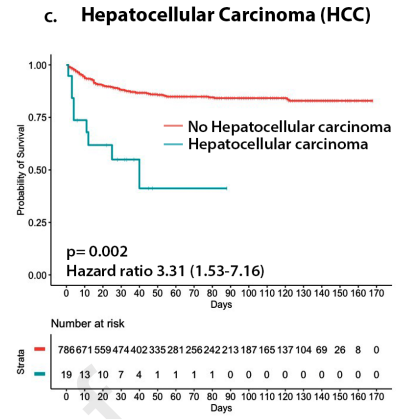 c. Hepatocellular Carcinoma (HCC)
1.00
0.75
0.50
0.25
0.00
Probability of Survival
No Hepatocellular carcinoma
Hepatocellular carcinoma
p= 0.002
Hazard ratio 3.31 (1.53-7.16)
0 10 20 30 40 50 60 70 80 90 100 110 120 130 140 150 160 170
Days
Number at risk
Strata
786 671 559 474 402 335 281 256 242 213 187 165 137 104 69 26 8 0
19 13 10 7 4 1 1 1 1 0 0 0 0 0 0 0 0 0
0 10 20 30 40 50 60 70 80 90 100 110 120 130 140 150 160 170
Days